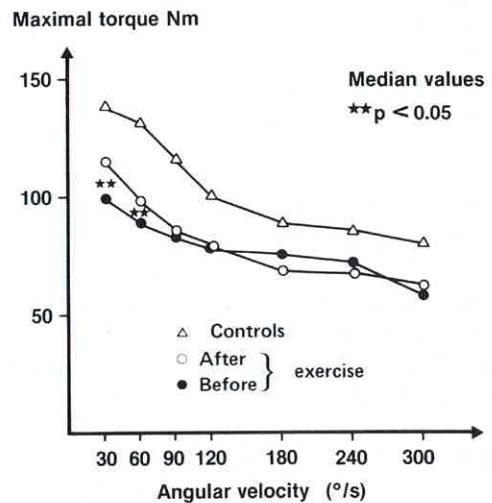 Maximal torque Nm
150
100
50
Median values
★★p < 0.05
★★
★★
Controls
After
Before
exercise
30 60 90 120 180 240 300
Angular velocity (°/s)